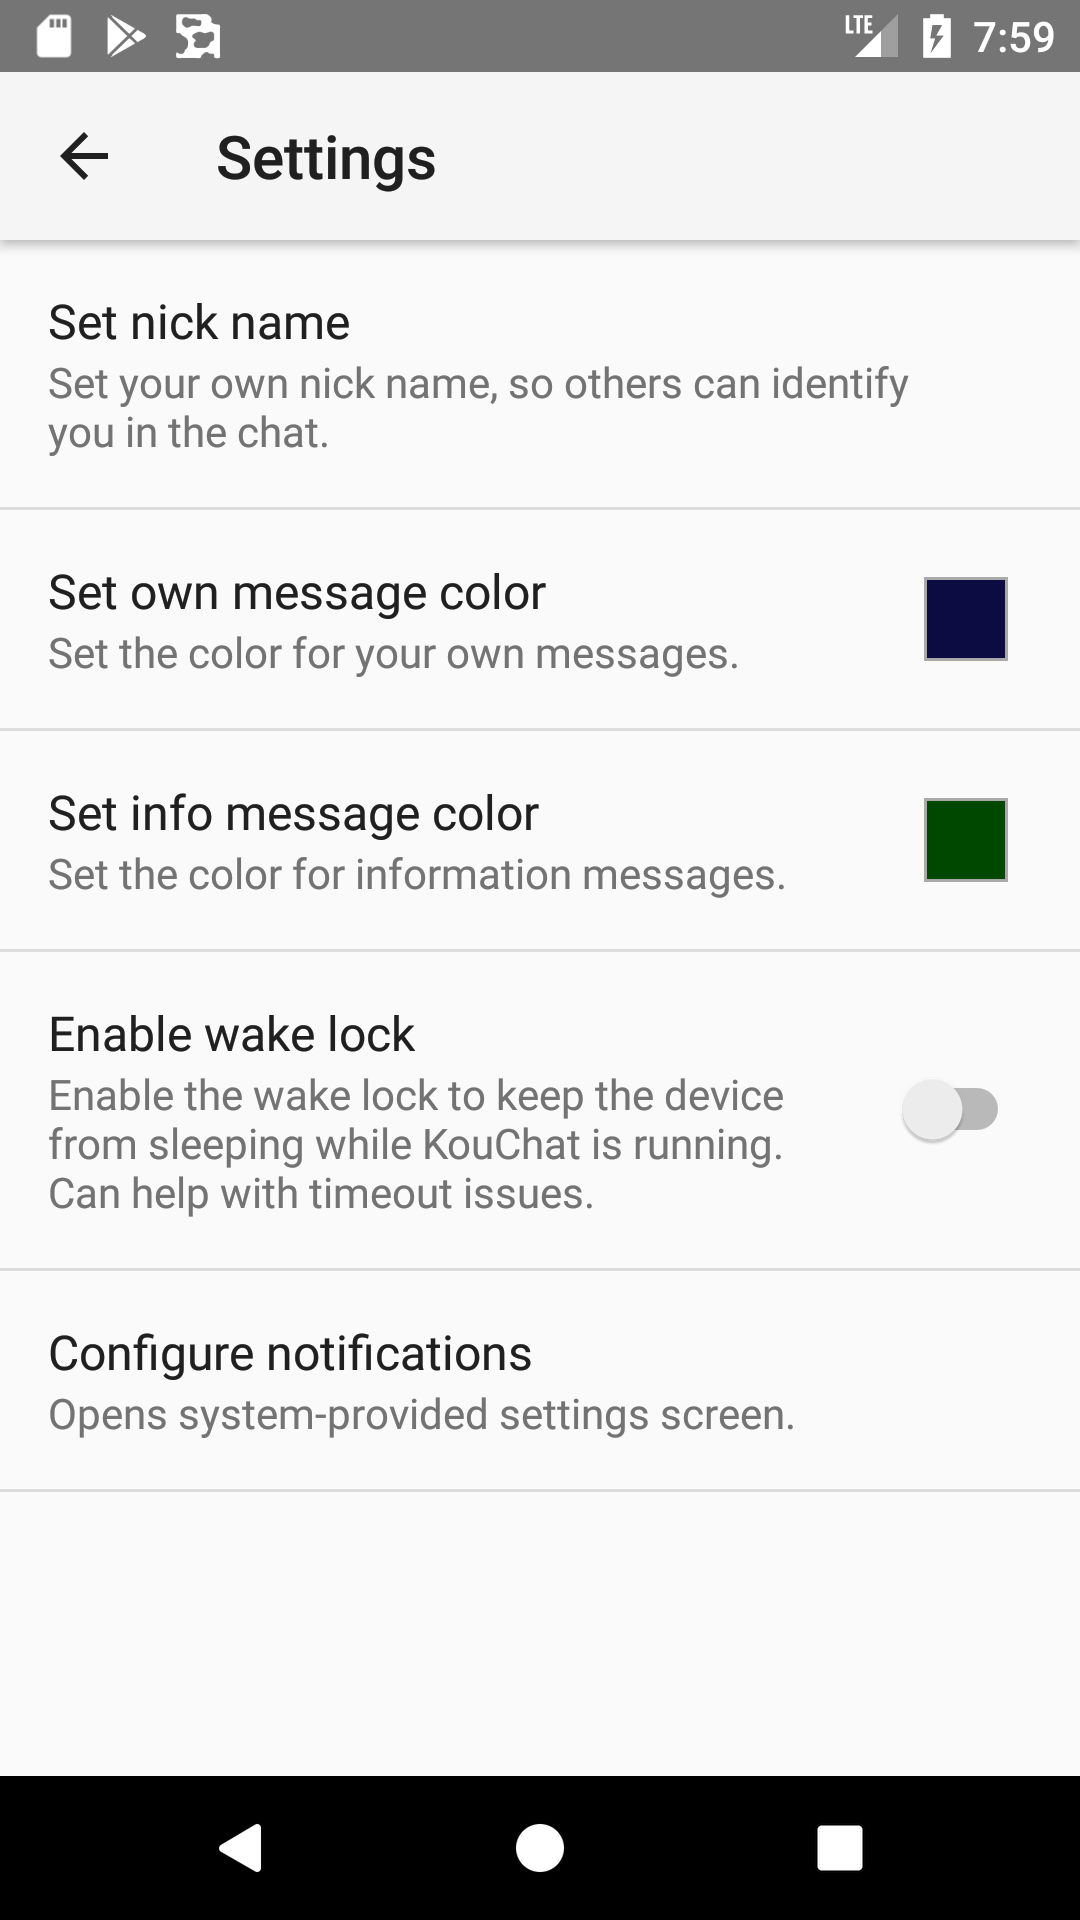 LTE 7:59
Settings
Set nick name
Set your own nick name, so others can identify
you in the chat.
Set own message color
Set the color for your own messages.
Set info message color
Set the color for information messages.
Enable wake lock
Enable the wake lock to keep the device
from sleeping while KouChat is running.
Can help with timeout issues.
Configure notifications
Opens system-provided settings screen.